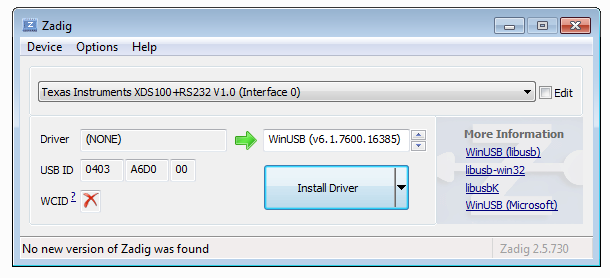 Zadig
Device Options Help
Texas Instruments XDS100+RS232 V1.0 (Interface 0)
Edit
Driver (NONE) WinUSB (v6.1.7600.16385)
USB ID 0403 A6D0 00
WCID ?
Install Driver
More Information
WinUSB (libusb)
libusb-win32
libusbK
WinUSB (Microsoft)
No new version of Zadig was found
Zadig 2.5.730